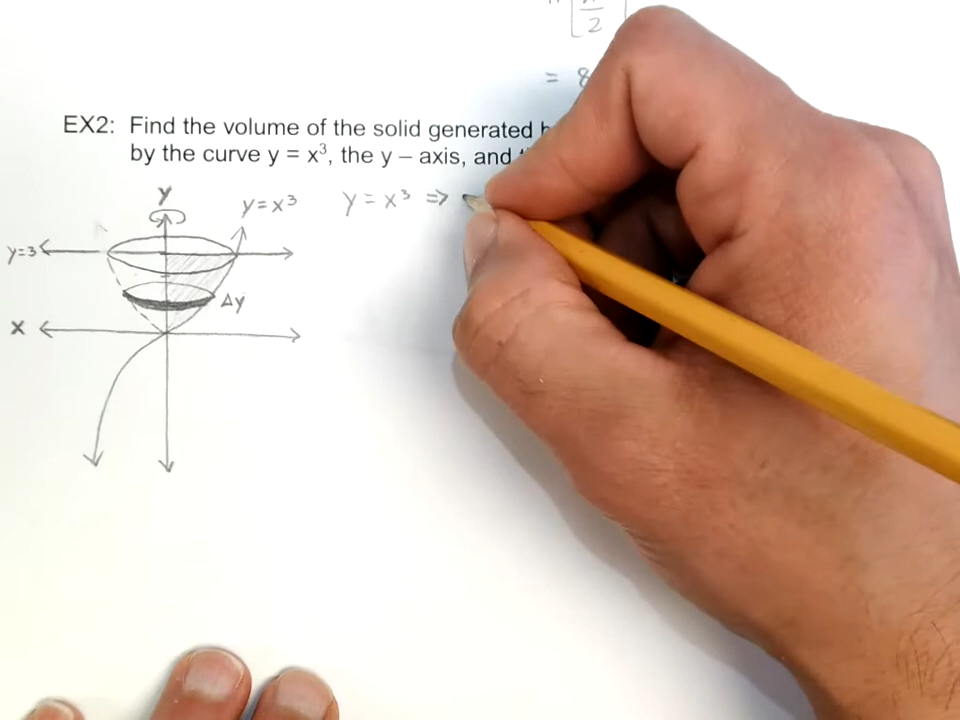 2
= 8
EX2: Find the volume of the solid generated
by the curve y = x³, the y – axis, and
Y
y = x³
y = x³ ⇒
y=3
Δy
X